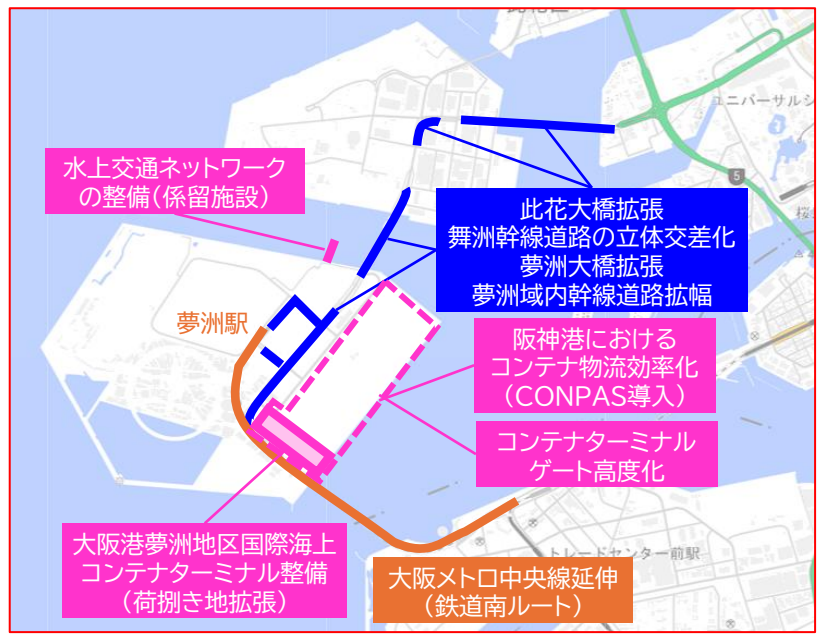 ユニバーサルシ
5
水上交通ネットワーク
の整備(係留施設)
此花大橋拡張
舞洲幹線道路の立体交差化
夢洲大橋拡張
夢洲域内幹線道路拡幅
夢洲駅
阪神港における
コンテナ物流効率化
(CONPAS導入)
コンテナターミナル
ゲート高度化
大阪港夢洲地区国際海上
コンテナターミナル整備
(荷捌き地拡張)
トレードセンター前駅
大阪メトロ中央線延伸
(鉄道南ルート)